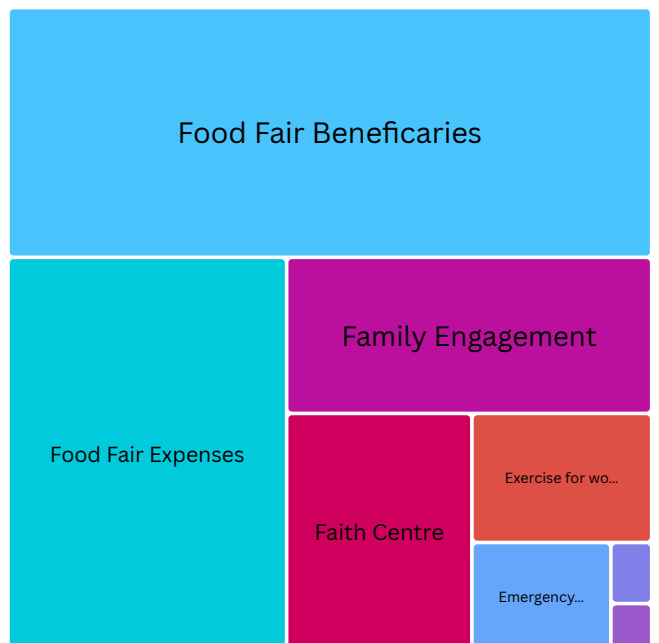 Food Fair Beneficaries
Family Engagement
Food Fair Expenses
Exercise for wo...
Faith Centre
Emergency...